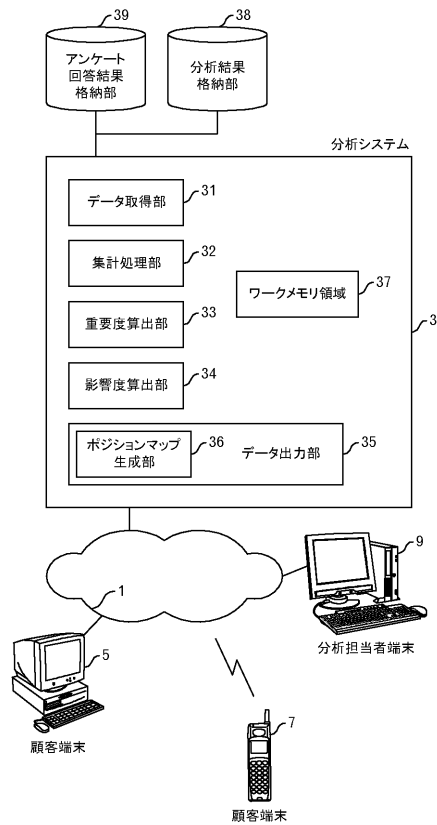 39
38
アンケート
回答結果
格納部
分析結果
格納部
分析システム
データ取得部
31
集計処理部
32
ワークメモリ領域
37
重要度算出部
33
3
影響度算出部
34
ポジションマップ
生成部
36
データ出力部
35
1
9
分析担当者端末
5
顧客端末
7
顧客端末